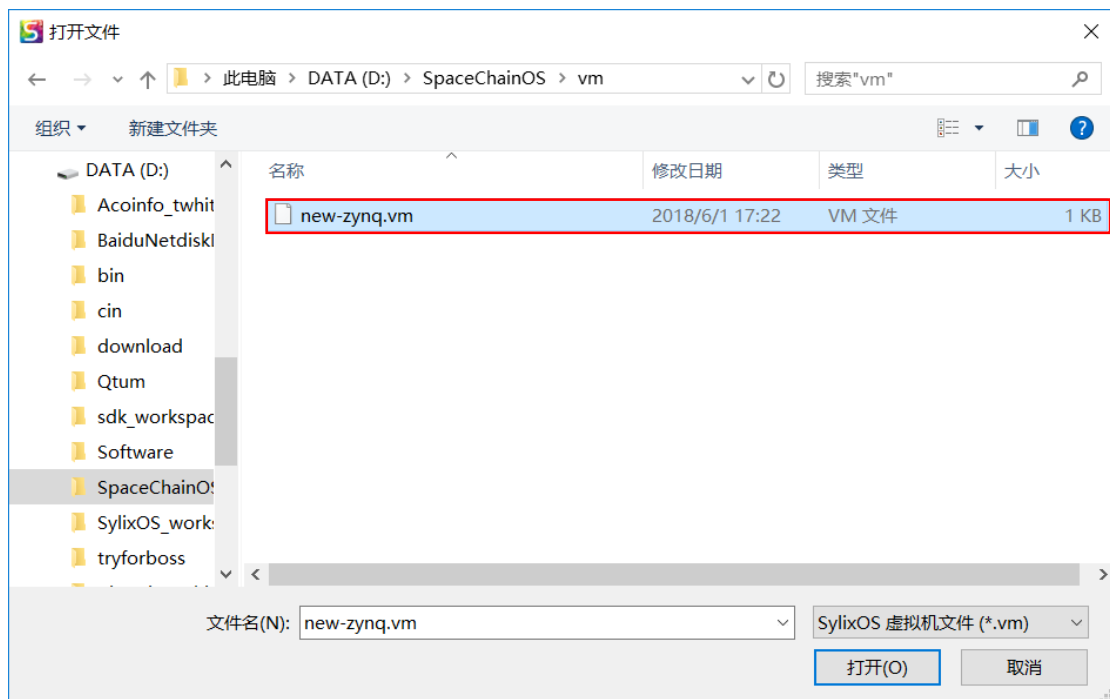 打开文件
此电脑 > DATA (D:) > SpaceChainOS > vm
搜索"vm"
组织 新建文件夹
?
DATA (D:)
Acoinfo_twhit
BaiduNetdiskI
bin
cin
download
Qtum
sdk_workspac
Software
SpaceChainOS
SylixOS_works
tryforboss
名称 修改日期 类型 大小
new-zynq.vm 2018/6/1 17:22 VM 文件 1 KB
文件名(N): new-zynq.vm SylixOS 虚拟机文件 (*.vm)
打开(O) 取消